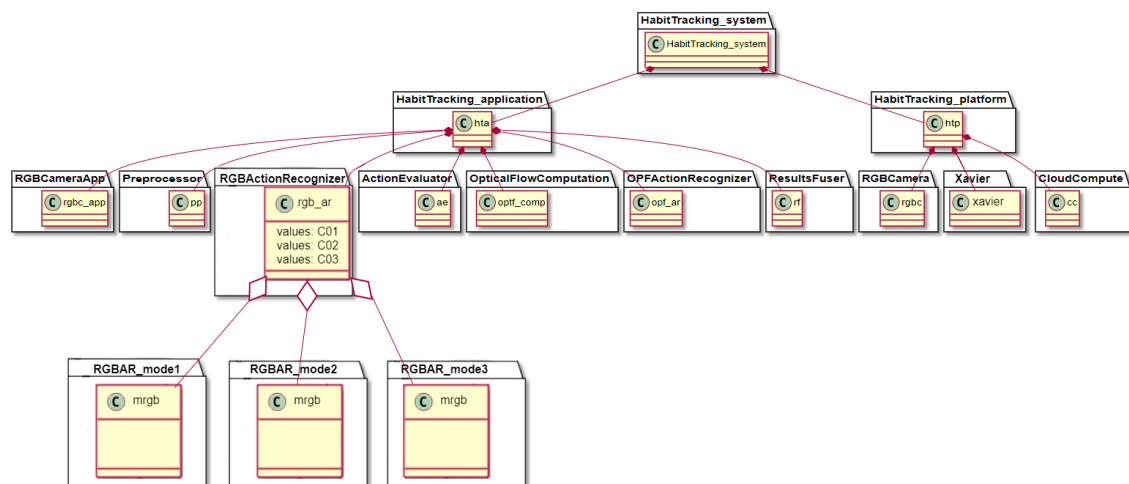 HabitTracking_system
C HabitTracking_system
HabitTracking_application
C hta
HabitTracking_platform
C htp
RGBCameraApp
C rgbc_app
Preprocessor
C pp
RGBActionRecognizer
C rgb_ar
values: C01
values: C02
values: C03
ActionEvaluator
C ae
OpticalFlowComputation
C optf_comp
OPFActionRecognizer
C opf_ar
ResultsFuser
C rf
RGBCamera
C rgbc
Xavier
C xavier
CloudCompute
C cc
RGBAR_mode1
C mrgb
RGBAR_mode2
C mrgb
RGBAR_mode3
C mrgb